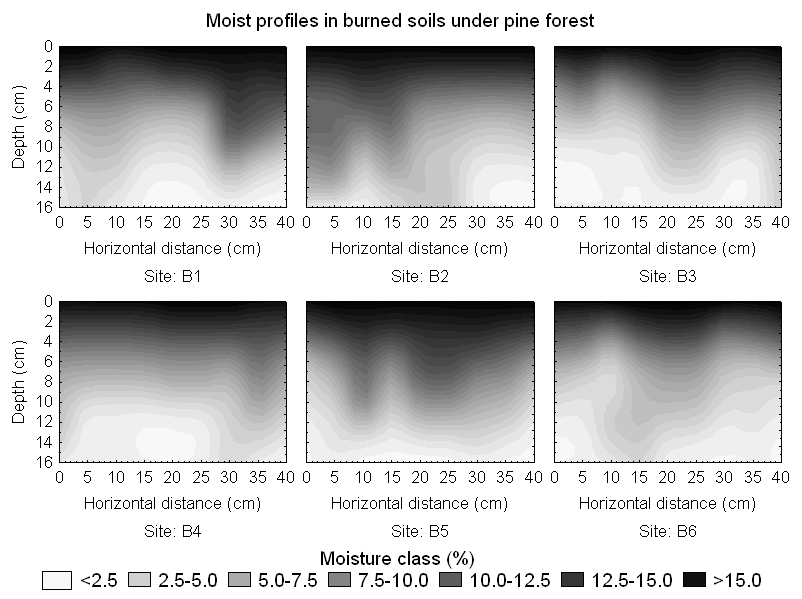 Moist profiles in burned soils under pine forest
Depth (cm)
0
2
4
6
8
10
12
14
16
0 5 10 15 20 25 30 35 40
0 5 10 15 20 25 30 35 40
0 5 10 15 20 25 30 35 40
Horizontal distance (cm)
Horizontal distance (cm)
Horizontal distance (cm)
Site: B1
Site: B2
Site: B3
Depth (cm)
0
2
4
6
8
10
12
14
16
0 5 10 15 20 25 30 35 40
0 5 10 15 20 25 30 35 40
0 5 10 15 20 25 30 35 40
Horizontal distance (cm)
Horizontal distance (cm)
Horizontal distance (cm)
Site: B4
Site: B5
Site: B6
Moisture class (%)
<2.5 2.5-5.0 5.0-7.5 7.5-10.0 10.0-12.5 12.5-15.0 >15.0